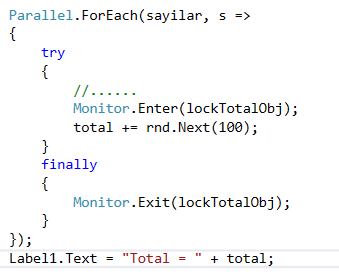 Parallel.ForEach(sayilar, s =>
{
    try
    {
        //......
        Monitor.Enter(lockTotalObj);
        total += rnd.Next(100);
    }
    finally
    {
        Monitor.Exit(lockTotalObj);
    }
});
Label1.Text = "Total = " + total;